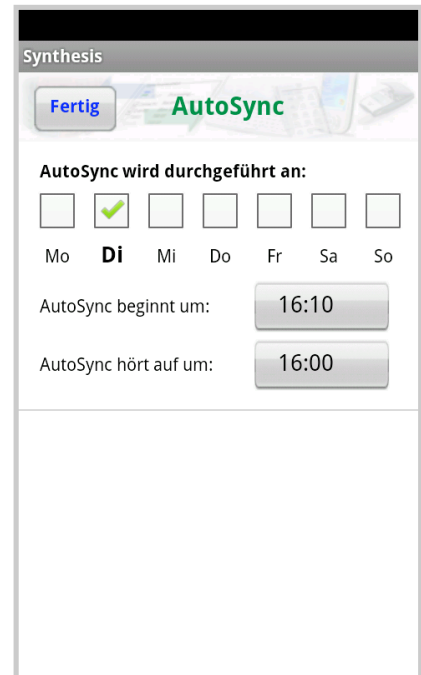 Synthesis
Fertig AutoSync
AutoSync wird durchgeführt an:
Mo Di Mi Do Fr Sa So
AutoSync beginnt um: 16:10
AutoSync hört auf um: 16:00